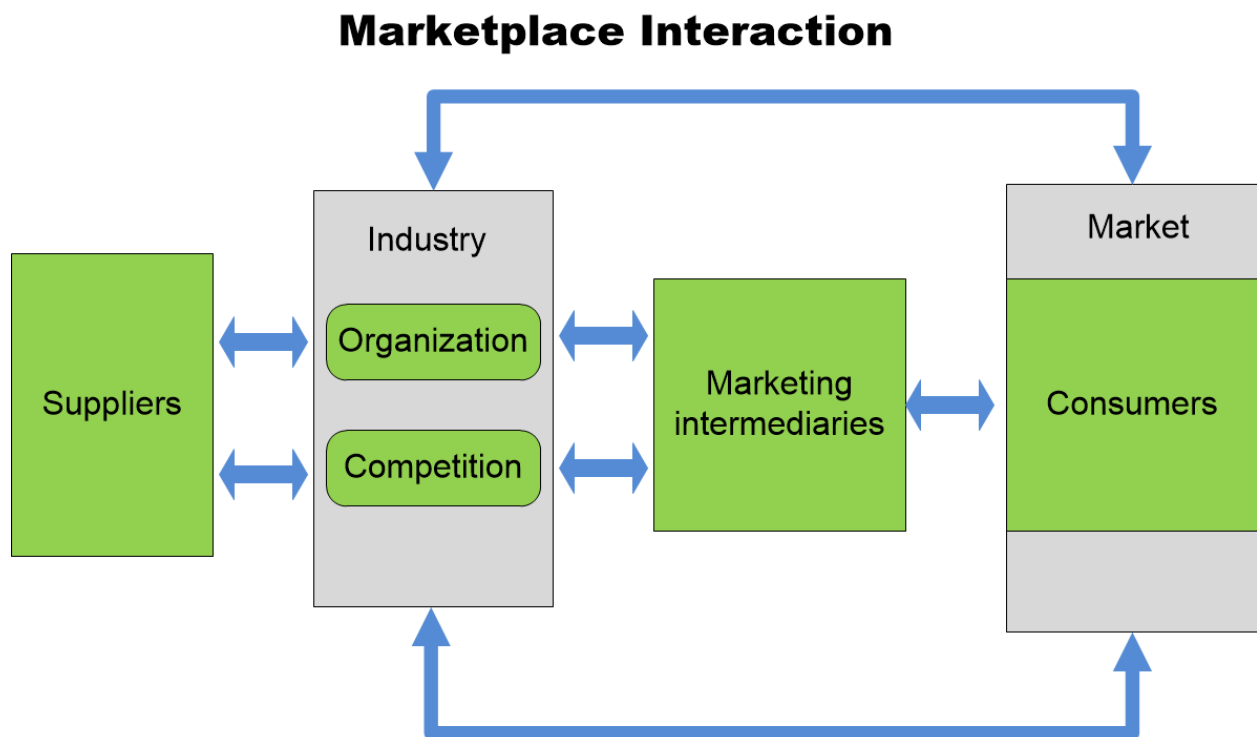 Marketplace Interaction
Industry
Market
Organization
Suppliers
Marketing
intermediaries
Consumers
Competition